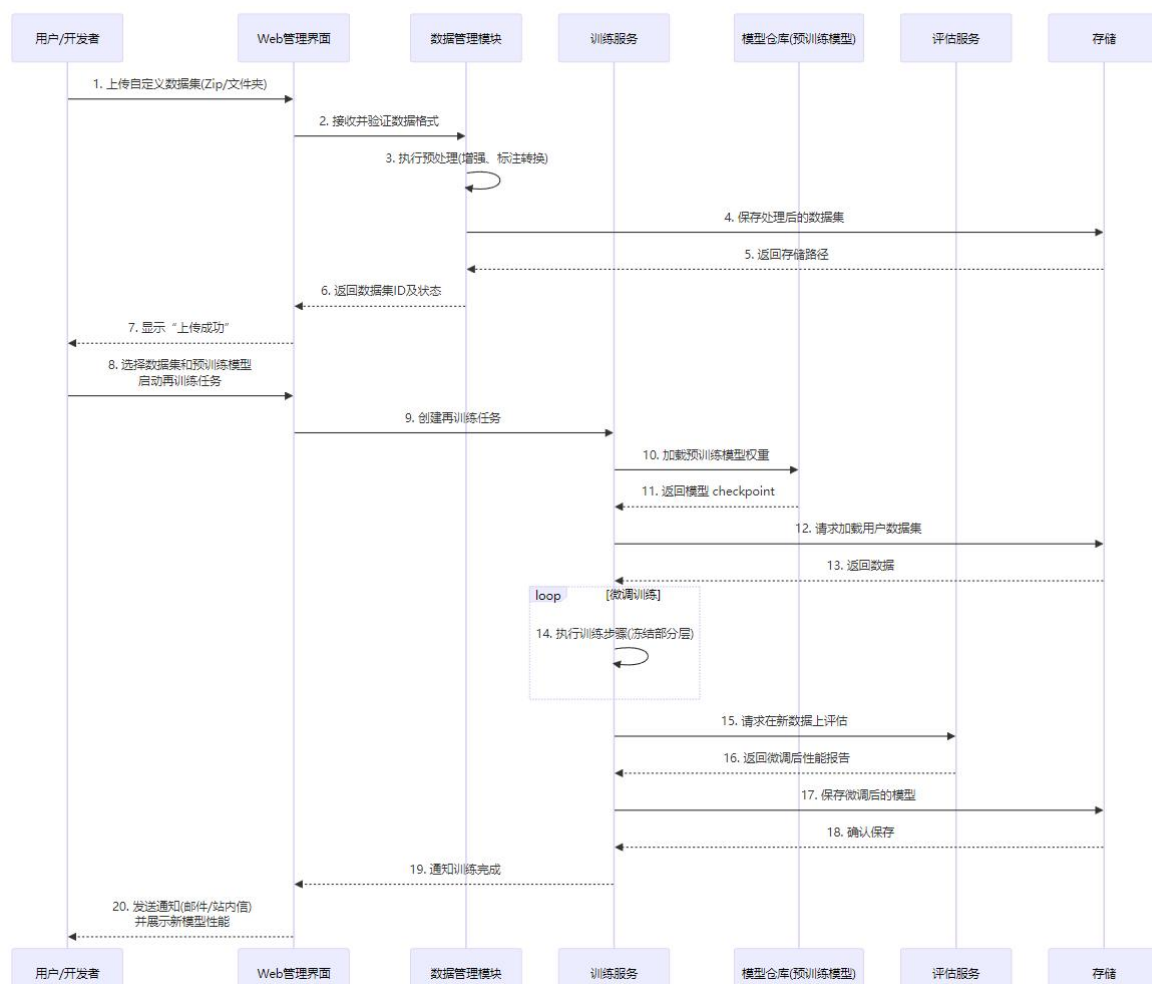 用户/开发者
Web管理界面
数据管理模块
训练服务
模型仓库(预训练模型)
评估服务
存储
1. 上传自定义数据集(Zip/文件夹)
2. 接收并验证数据格式
3. 执行预处理(增强、标注转换)
4. 保存处理后的数据集
5. 返回存储路径
6. 返回数据集ID及状态
7. 显示“上传成功”
8. 选择数据集和预训练模型
启动再训练任务
9. 创建再训练任务
10. 加载预训练模型权重
11. 返回模型 checkpoint
12. 请求加载用户数据集
13. 返回数据
loop
[微调训练]
14. 执行训练步骤(冻结部分层)
15. 请求在新数据上评估
16. 返回微调后性能报告
17. 保存微调后的模型
18. 确认保存
19. 通知训练完成
20. 发送通知(邮件/站内信)
并展示新模型性能
用户/开发者
Web管理界面
数据管理模块
训练服务
模型仓库(预训练模型)
评估服务
存储